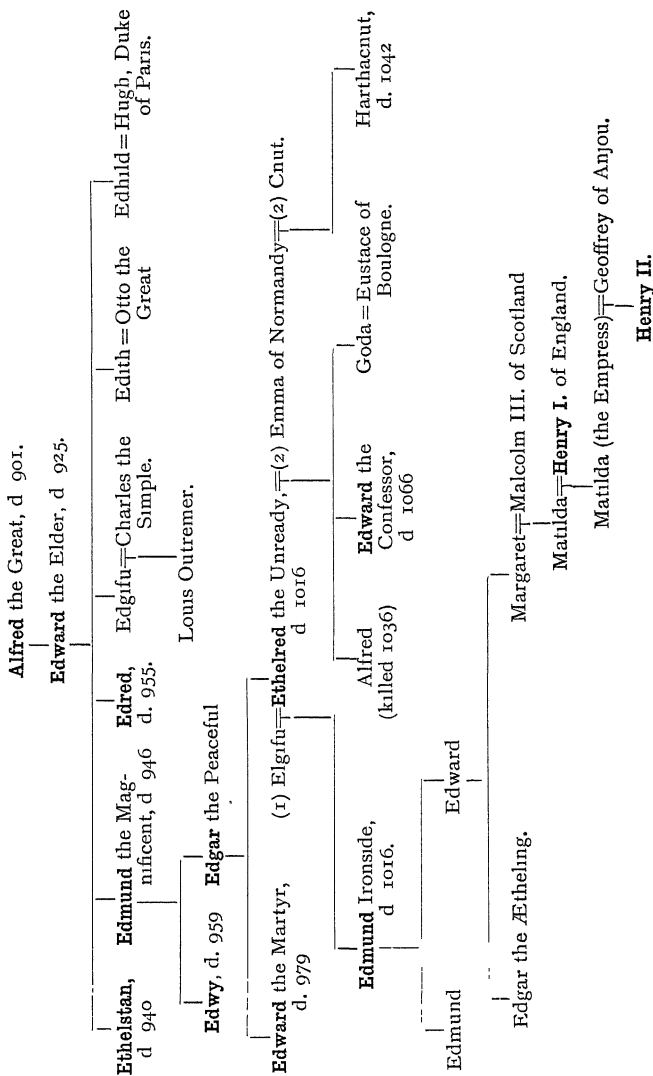 Alfred the Great, d 901.
Edward the Elder, d 925.
Ethelstan,
d 940
Edmund the Mag-
nificent, d 946
Edred,
d. 955.
Edgifu=Charles the
Simple.
Edith=Otto the
Great
Edhild=Hugh, Duke
of Paris.
Louis Outremer.
Edwy, d. 959
Edgar the Peaceful
Edward the Martyr,
d. 979
(1) Elgifu=Ethelred the Unready,=(2) Emma of Normandy=(2) Cnut.
d 1016
Edmund Ironside,
d 1016.
Alfred
(killed 1036)
Edward the
Confessor,
d 1066
Goda=Eustace of
Boulogne.
Harthacnut,
d. 1042
Edmund
Edward
Edgar the Ætheling.
Margaret=Malcolm III. of Scotland
Matilda=Henry I. of England.
Matilda (the Empress)=Geoffrey of Anjou.
Henry II.